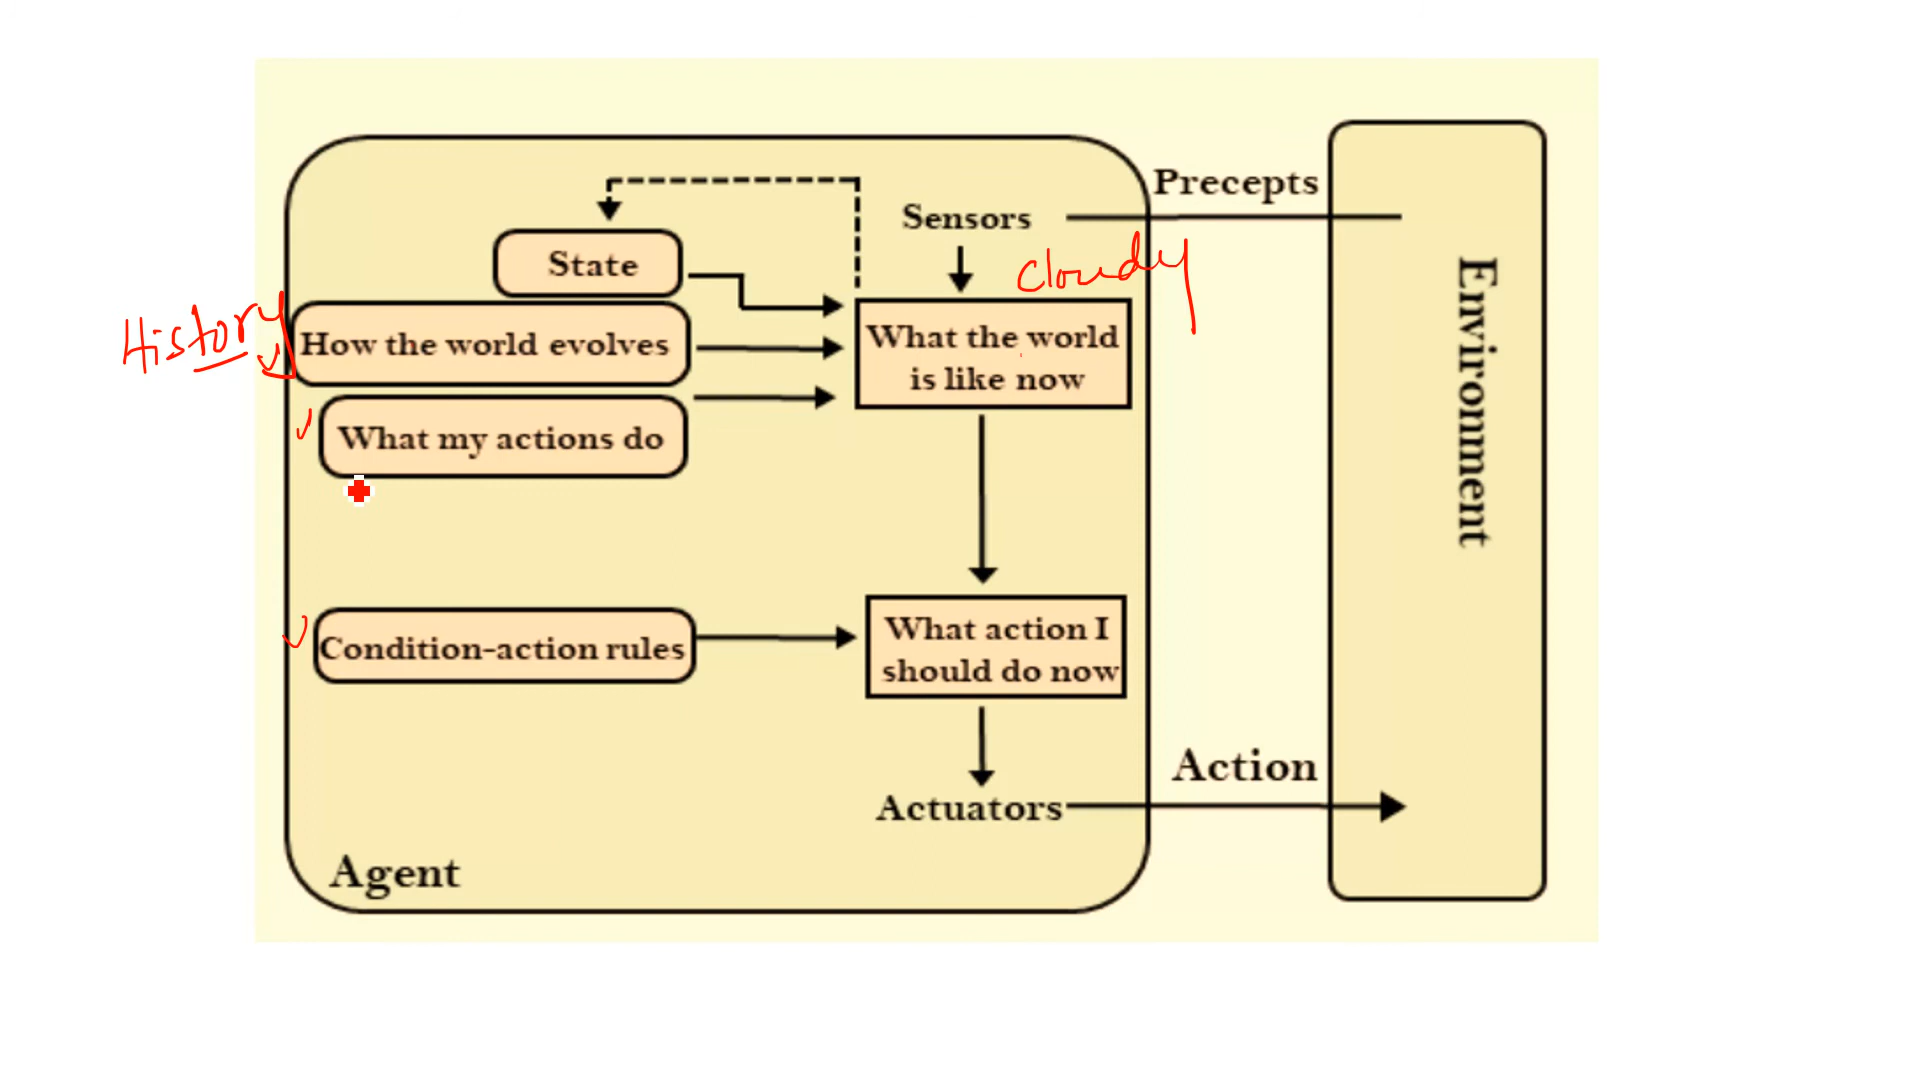 Precepts
Sensors
Cloudy
State
History
How the world evolves
What the world
is like now
What my actions do
Environment
Condition-action rules
What action I
should do now
Action
Actuators
Agent